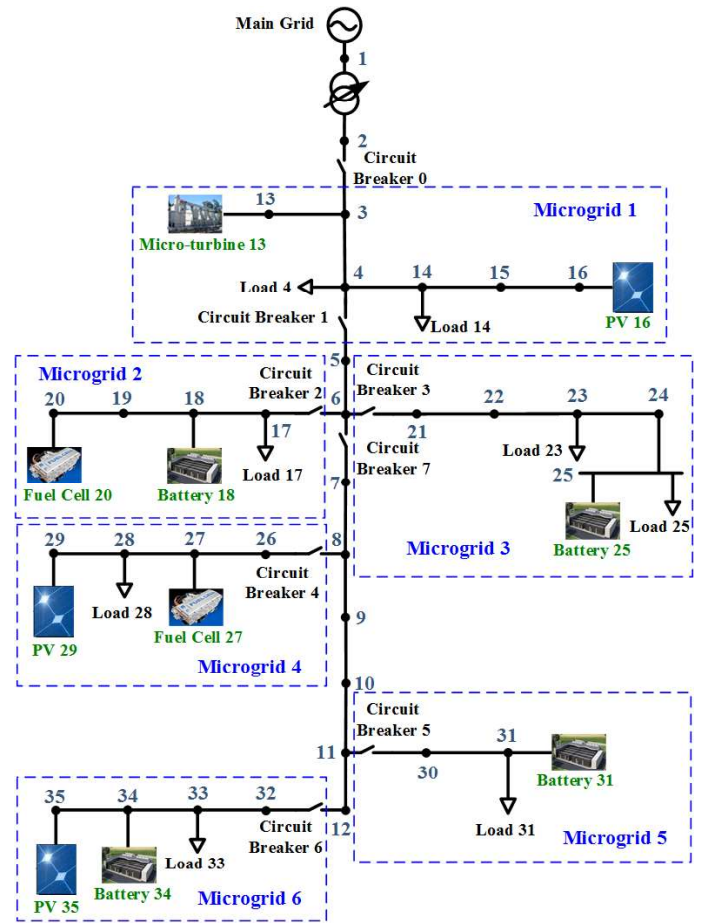 Main Grid
1
2
Circuit
Breaker 0
Microgrid 1
13
3
Micro-turbine 13
4
14
15
16
Load 4
Circuit Breaker 1
Load 14
PV 16
5
Microgrid 2
Circuit
Breaker 2
6
Circuit
Breaker 3
20
19
18
17
21
22
23
24
Load 17
Circuit
Breaker 7
Load 23
25
Fuel Cell 20
Battery 18
7
Load 25
Battery 25
Microgrid 3
29
28
27
26
8
Circuit
Breaker 4
Load 28
PV 29
Fuel Cell 27
9
Microgrid 4
10
Circuit
Breaker 5
11
30
31
Battery 31
35
34
33
32
12
Circuit
Breaker 6
Load 31
Load 33
Battery 34
PV 35
Microgrid 5
Microgrid 6